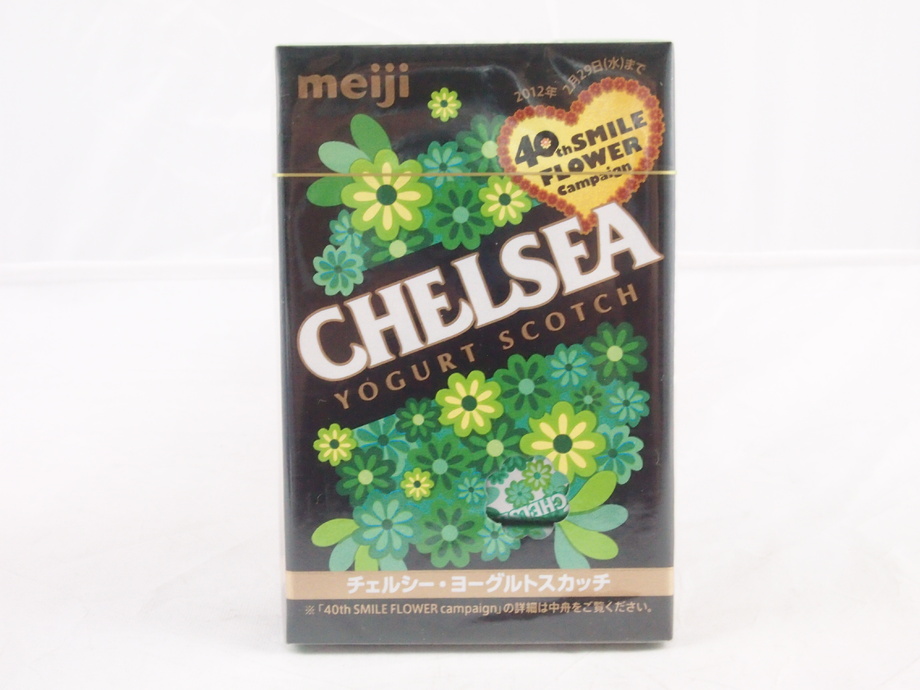 meiji
2012年 2月29日(水)まで
40th SMILE
FLOWER
Campaign
CHELSEA
YOGURT SCOTCH
チェルシー・ヨーグルトスカッチ
※「40th SMILE FLOWER campaign」の詳細は中舟をご覧ください。